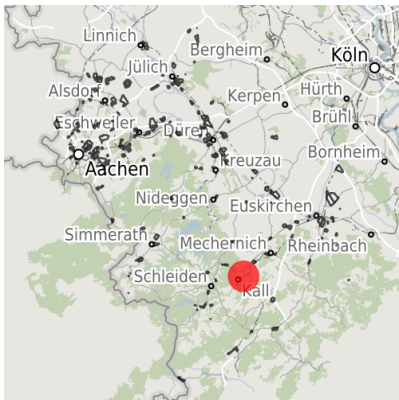 Linnich
Bergheim
Köln
Jülich
Alsdorf
Kerpen
Hürth
Eschweiler
Düren
Brühl
Aachen
Kreuzau
Bornheim
Nideggen
Euskirchen
Simmerath
Mechernich
Rheinbach
Schleiden
Kall